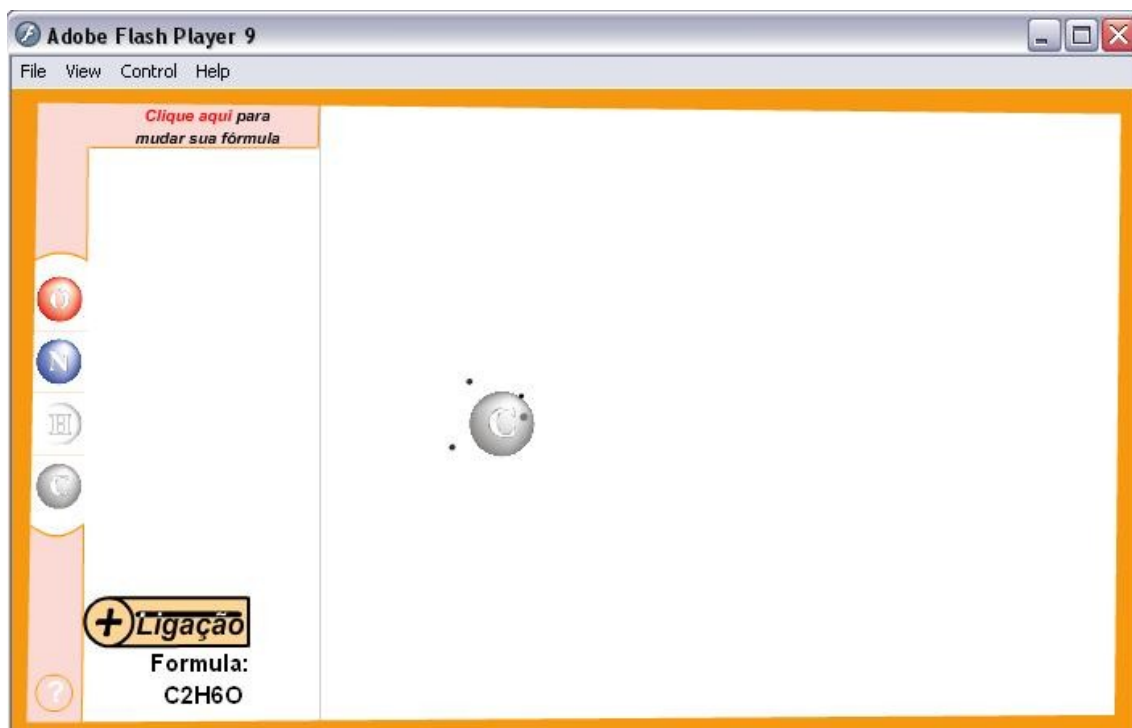 Adobe Flash Player 9
File View Control Help
Clique aqui para
mudar sua fórmula
O
N
H
C
C
+ Ligação
Formula:
C2H6O
?